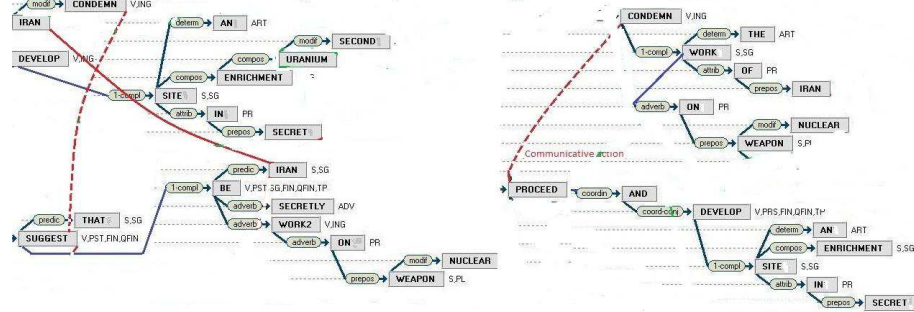 modif CONDEMN V,ING
IRAN
determ AN ART
modif SECOND
DEVELOP V,ING
compos URANIUM
compos ENRICHMENT
1-compl SITE S,SG
attrib IN PR
prepos SECRET
predic IRAN S,SG
1-compl BE V,PST SG,FIN,QFIN,TP
adverb SECRETLY ADV
predic THAT S,SG
adverb WORK2 V,ING
SUGGEST V,PST,FIN,QFIN
adverb ON PR
modif NUCLEAR
prepos WEAPON S,PL
CONDEMN V,ING
determ THE ART
1-compl WORK S,SG
attrib OF PR
prepos IRAN
adverb ON PR
modif NUCLEAR
prepos WEAPON S,Pl
Communicative action
PROCEED coordin AND
DEVELOP V,PRS,FIN,QFIN,TP
determ AN ART
compos ENRICHMENT S,SG
1-compl SITE S,SG
attrib IN PR
prepos SECRET